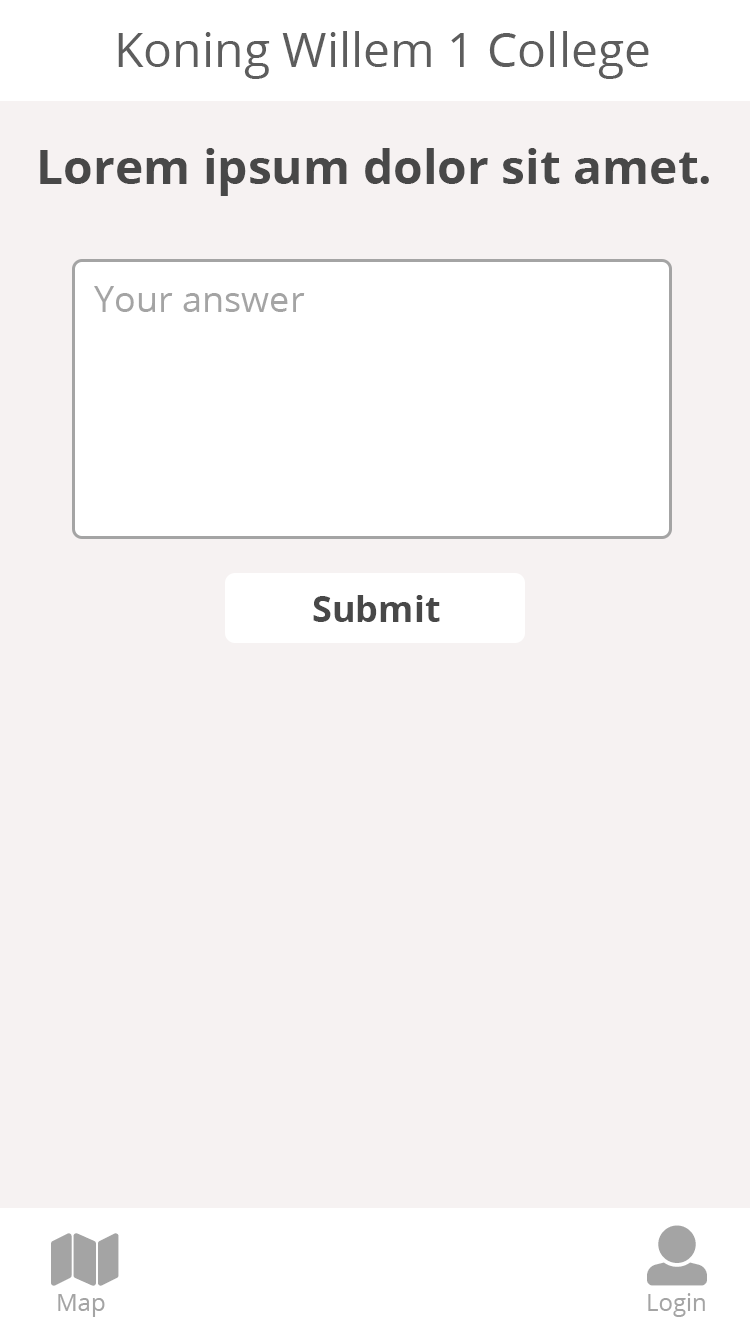 Koning Willem 1 College
Lorem ipsum dolor sit amet.
Your answer
Submit
Map
Login